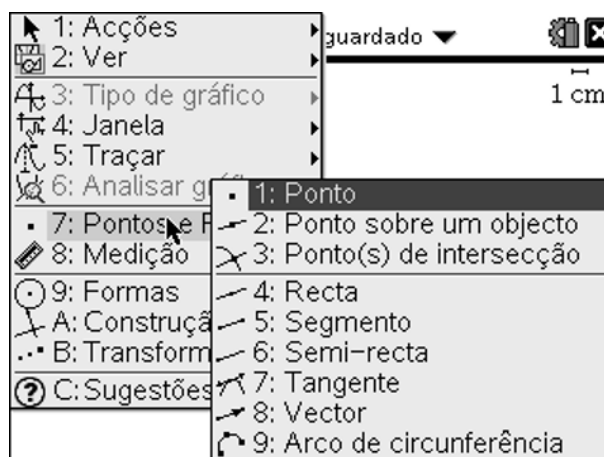 1: Acções
guardado
2: Ver
1 cm
3: Tipo de gráfico
4: Janela
5: Traçar
6: Analisar
7: Pontos e
8: Medição
9: Formas
A:
B:
C: Sugestões
1: Ponto
2: Ponto sobre um objecto
3: Ponto(s) de intersecção
4: Recta
5: Segmento
6: Semi-recta
7: Tangente
8: Vector
9: Arco de circunferência